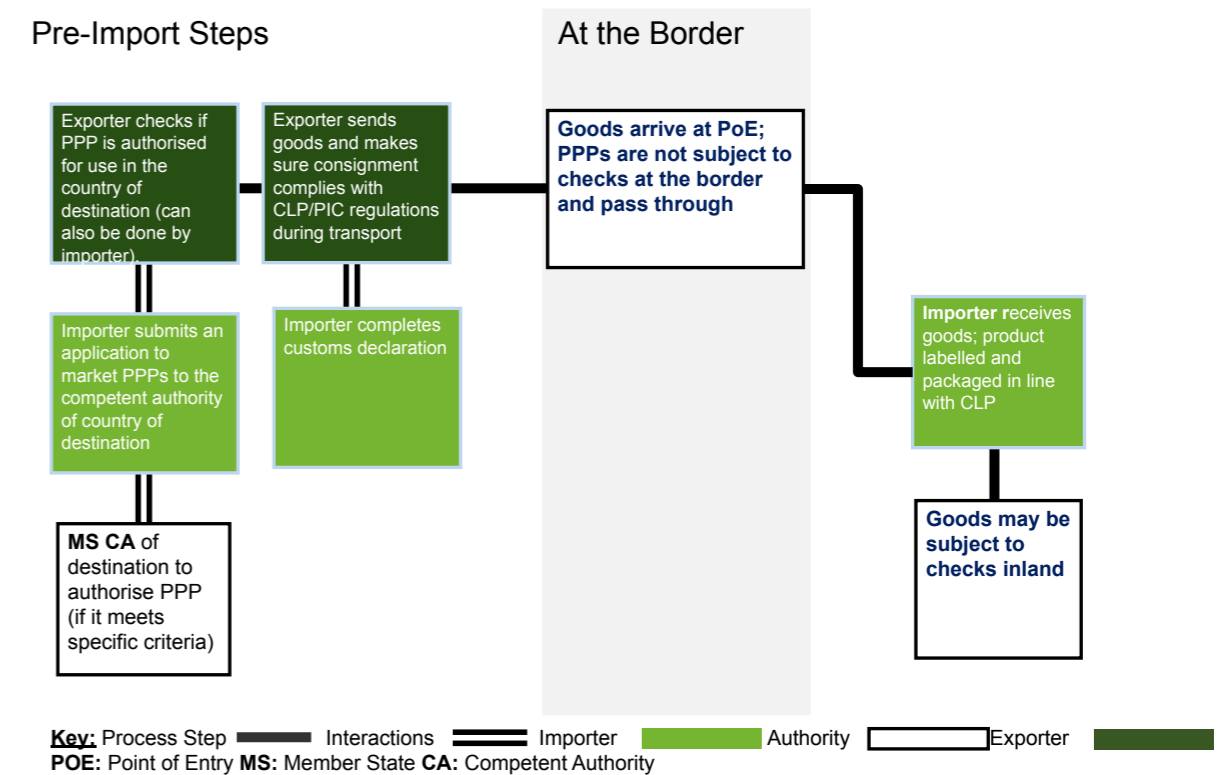 Pre-Import Steps
At the Border
Exporter checks if
PPP is authorised
for use in the
country of
destination (can
also be done by
importer).
Exporter sends
goods and makes
sure consignment
complies with
CLP/PIC regulations
during transport
Goods arrive at PoE;
PPPs are not subject to
checks at the border
and pass through
Importer submits an
application to
market PPPs to the
competent authority
of country of
destination
Importer completes
customs declaration
Importer receives
goods; product
labelled and
packaged in line
with CLP
MS CA of
destination to
authorise PPP
(if it meets
specific criteria)
Goods may be
subject to
checks inland
Key: Process Step Interactions Importer Authority Exporter
POE: Point of Entry MS: Member State CA: Competent Authority